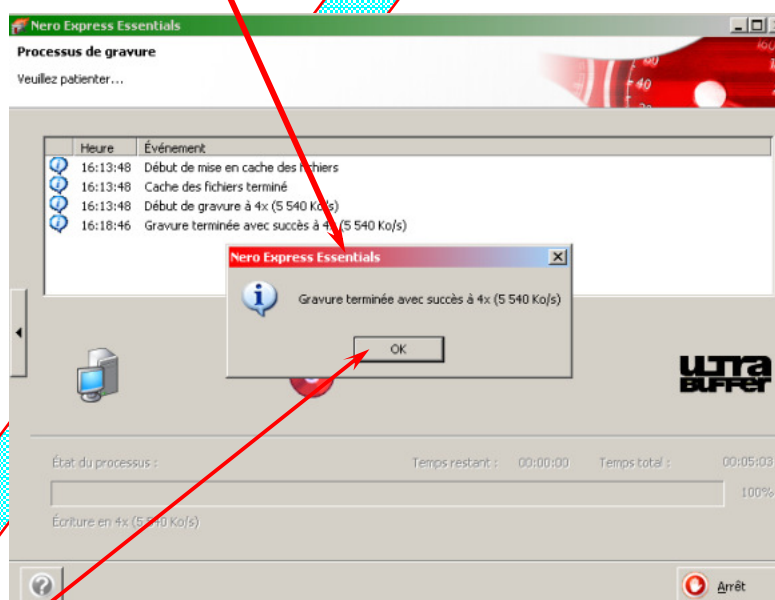 Nero Express Essentials
Processus de gravure
Veuillez patienter...
Heure Événement
16:13:48 Début de mise en cache des fichiers
16:13:48 Cache des fichiers terminé
16:13:48 Début de gravure à 4x (5 540 Ko/s)
16:18:46 Gravure terminée avec succès à 4x (5 540 Ko/s)
Nero Express Essentials
Gravure terminée avec succès à 4x (5 540 Ko/s)
OK
ULTRA
BUFFER
État du processus : Temps restant : 00:00:00 Temps total : 00:05:03
100%
Écriture en 4x (5 540 Ko/s)
Arrêt